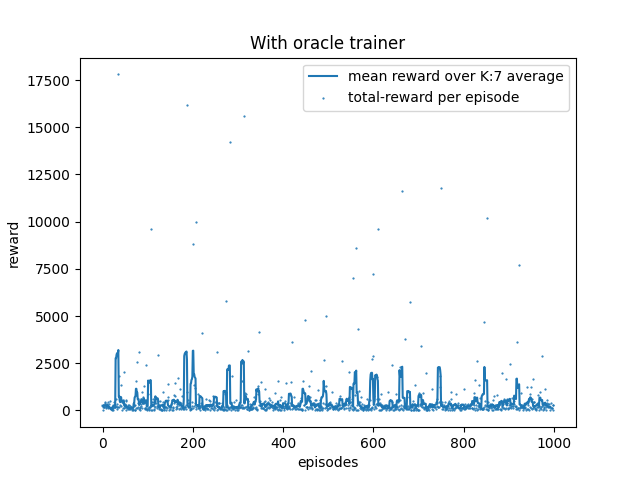 With oracle trainer
mean reward over K:7 average
total-reward per episode
17500
15000
12500
10000
7500
5000
2500
0
reward
0 200 400 600 800 1000
episodes